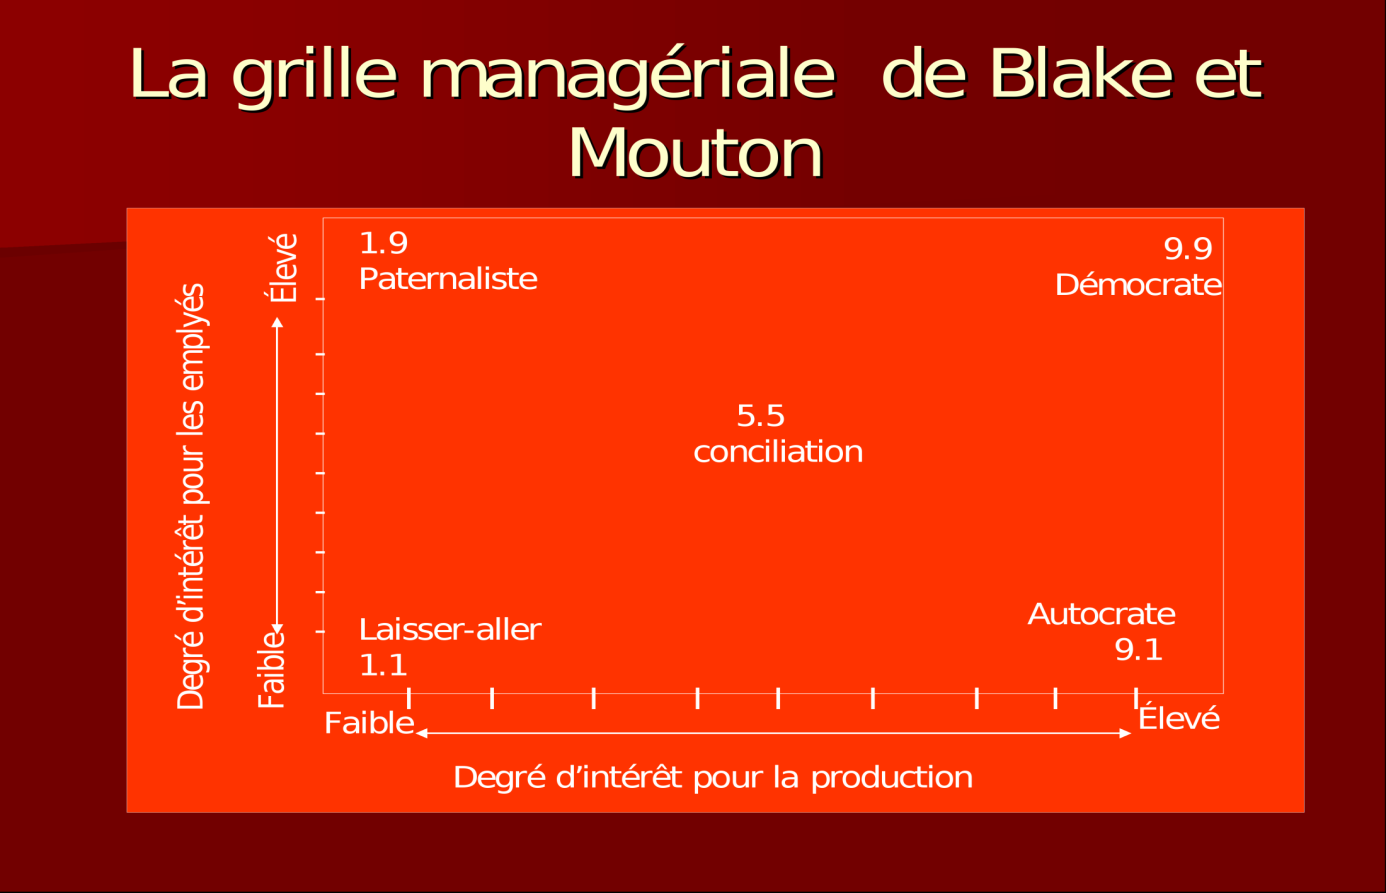 La grille managériale de Blake et
Mouton
Degré d’intérêt pour les emplyés
Élevé
Faible
1.9
Paternaliste
9.9
Démocrate
5.5
conciliation
Laisser-aller
1.1
Autocrate
9.1
Faible
Élevé
Degré d’intérêt pour la production